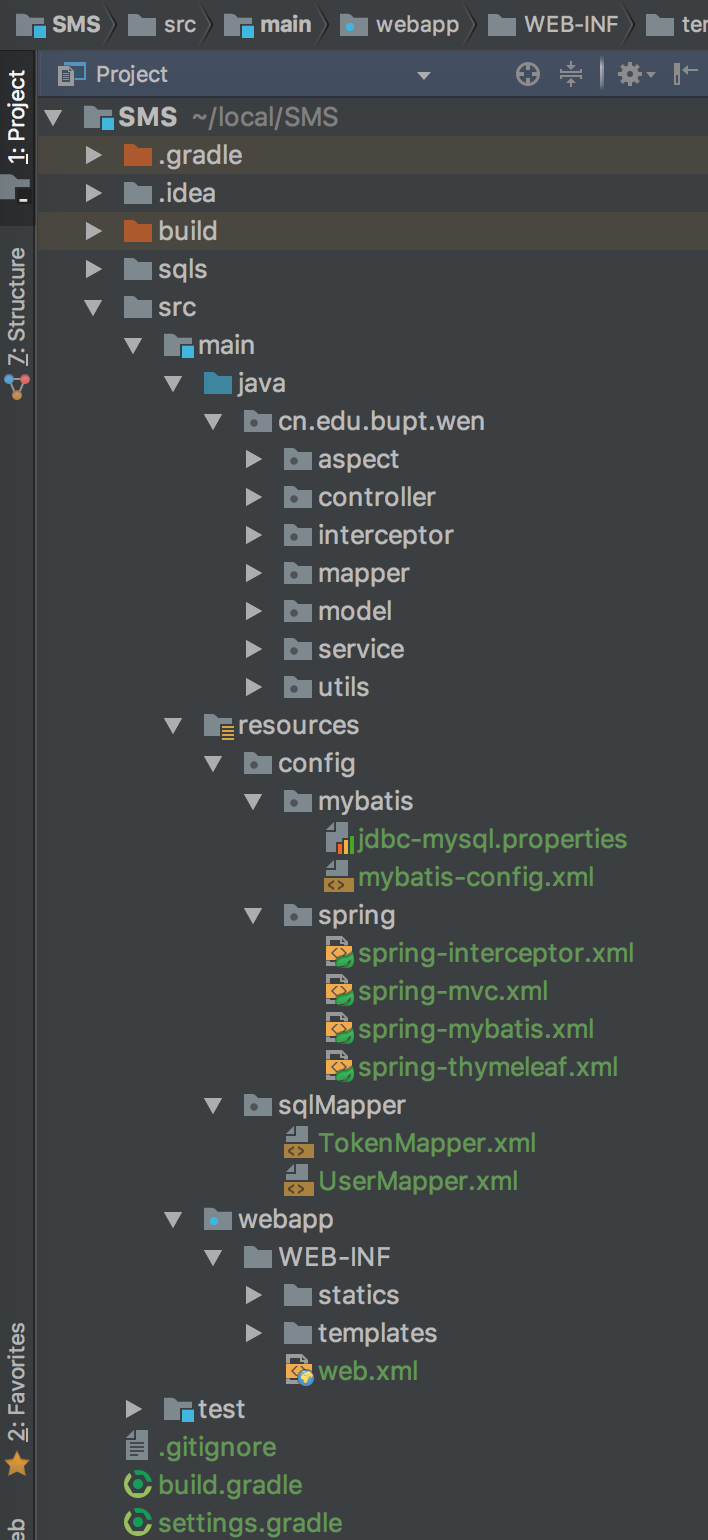 SMS src main webapp WEB-INF
Project
SMS ~/local/SMS
.gradle
.idea
build
sqls
src
main
java
cn.edu.bupt.wen
aspect
controller
interceptor
mapper
model
service
utils
resources
config
mybatis
jdbc-mysql.properties
mybatis-config.xml
spring
spring-interceptor.xml
spring-mvc.xml
spring-mybatis.xml
spring-thymeleaf.xml
sqlMapper
TokenMapper.xml
UserMapper.xml
webapp
WEB-INF
statics
templates
web.xml
test
.gitignore
build.gradle
settings.gradle
1: Project
7: Structure
2: Favorites